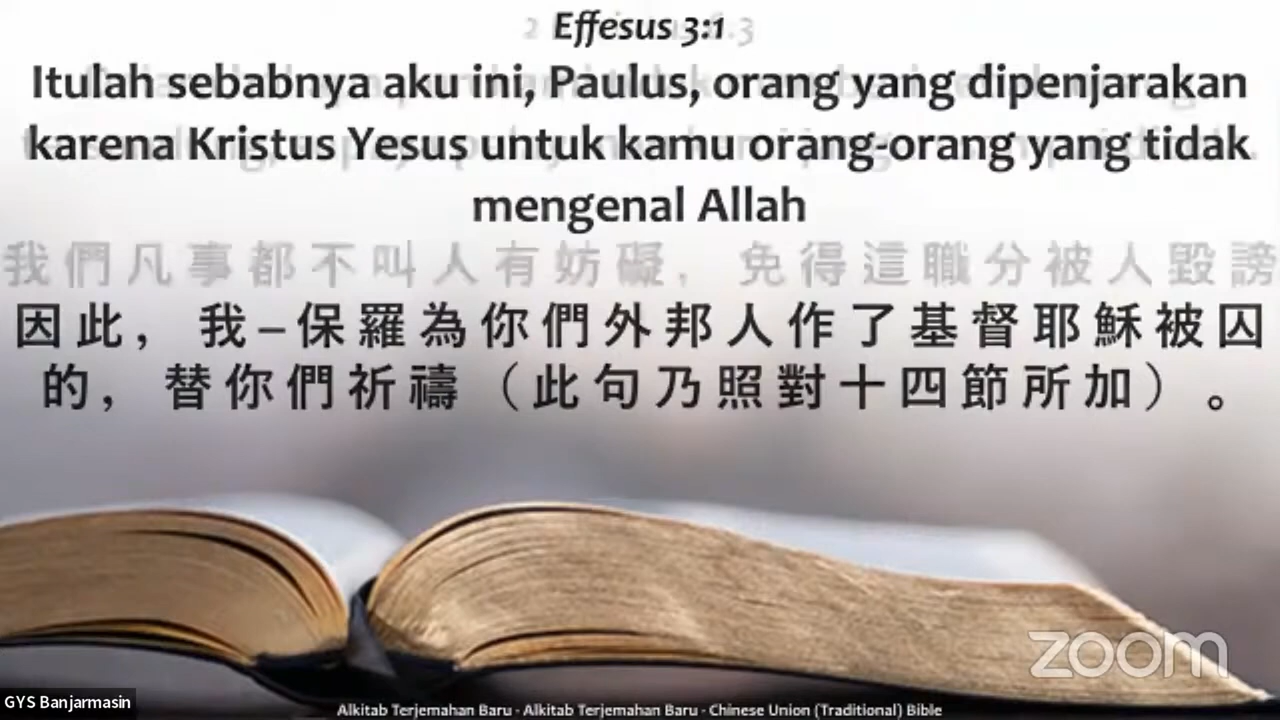 Effesus 3:1
Itulah sebabnya aku ini, Paulus, orang yang dipenjarakan
karena Kristus Yesus untuk kamu orang-orang yang tidak
mengenal Allah
我們凡事都不叫人有妨礙，免得這職分被人毀謗
因此，我–保羅為你們外邦人作了基督耶穌被囚
的，替你們祈禱（此句乃照對十四節所加）。
zoom
GYS Banjarmasin
Alkitab Terjemahan Baru - Alkitab Terjemahan Baru - Chinese Union (Traditional) Bible